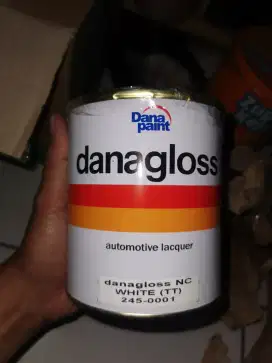 Dana
paint
danagloss
automotive lacquer
danagloss NC
WHITE (TT)
245-0001